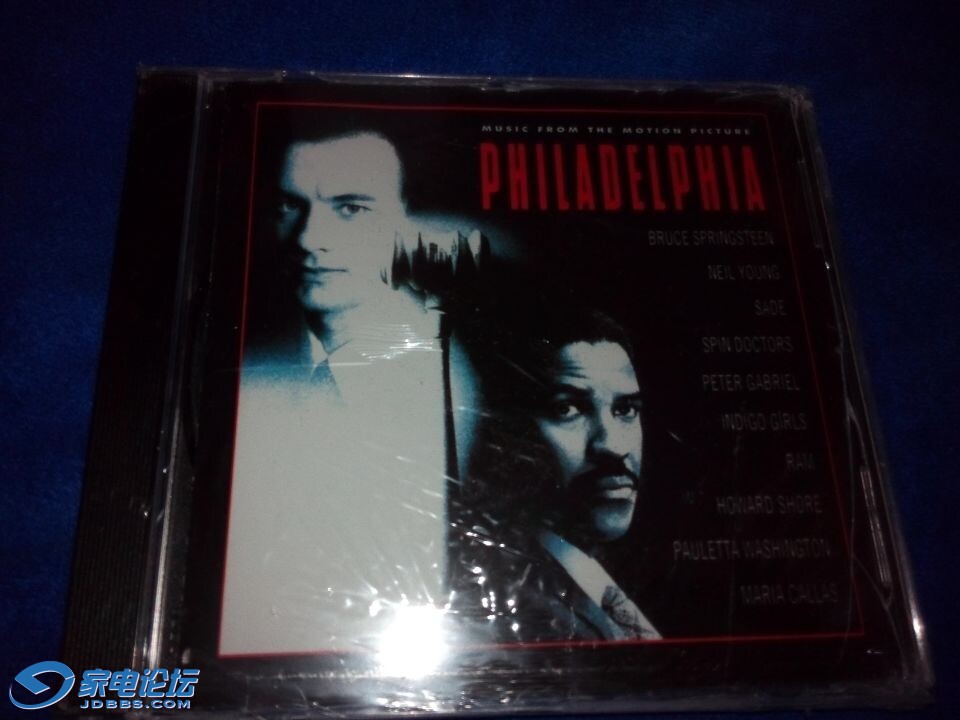 MUSIC FROM THE MOTION PICTURE
PHILADELPHIA
BRUCE SPRINGSTEEN
NEIL YOUNG
SADE
SPIN DOCTORS
PETER GABRIEL
INDIGO GIRLS
RAM
HOWARD SHORE
PAULETTA WASHINGTON
MARIA CALLAS
家电论坛
JDBBS.COM